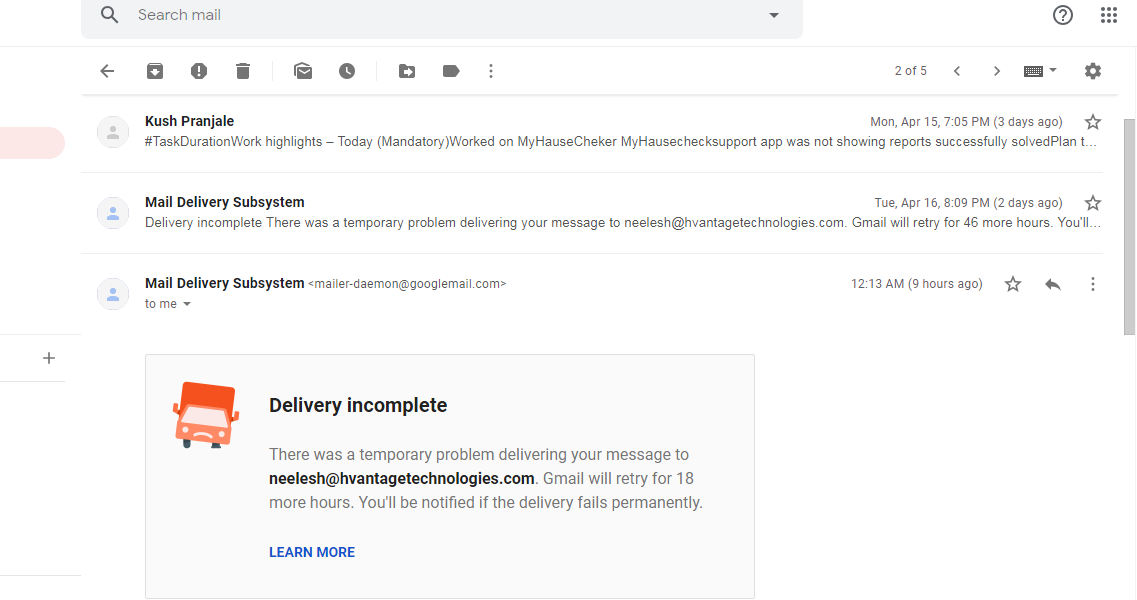 Search mail
2 of 5
Kush Pranjale
Mon, Apr 15, 7:05 PM (3 days ago)
#TaskDurationWork highlights – Today (Mandatory)Worked on MyHauseCheker MyHausechecksupport app was not showing reports successfully solvedPlan t...
Mail Delivery Subsystem
Tue, Apr 16, 8:09 PM (2 days ago)
Delivery incomplete There was a temporary problem delivering your message to neelesh@hvantagetechnologies.com. Gmail will retry for 46 more hours. You'll...
Mail Delivery Subsystem <mailer-daemon@googlemail.com>
12:13 AM (9 hours ago)
to me
Delivery incomplete
There was a temporary problem delivering your message to
neelesh@hvantagetechnologies.com. Gmail will retry for 18
more hours. You'll be notified if the delivery fails permanently.
LEARN MORE